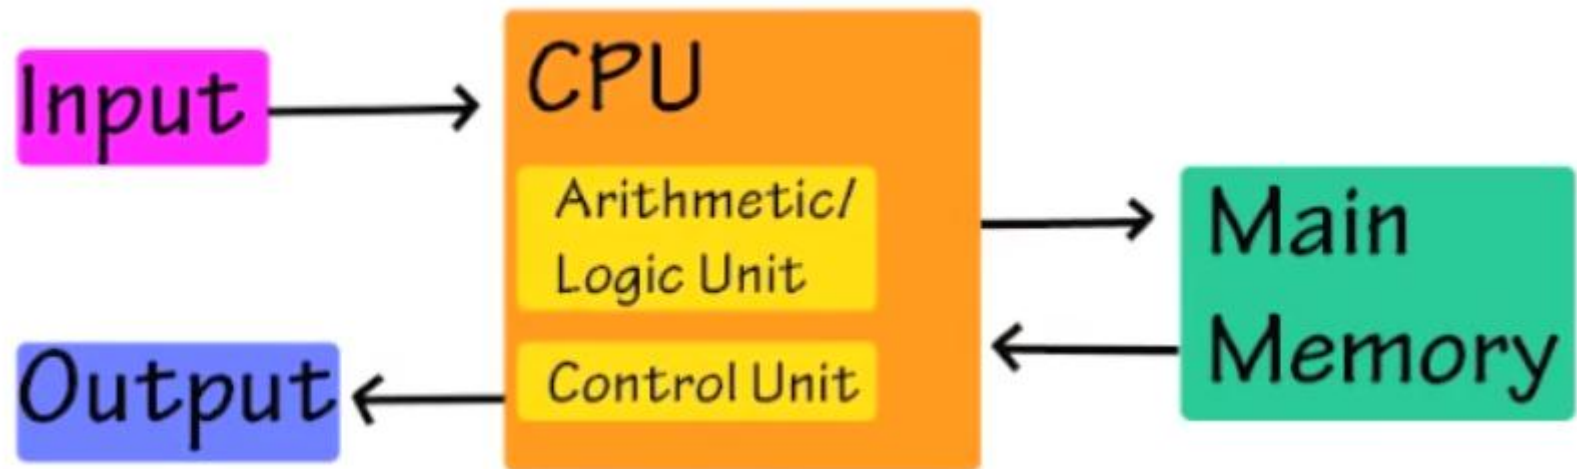 Input
CPU
Arithmetic/
Logic Unit
Control Unit
Output
Main
Memory